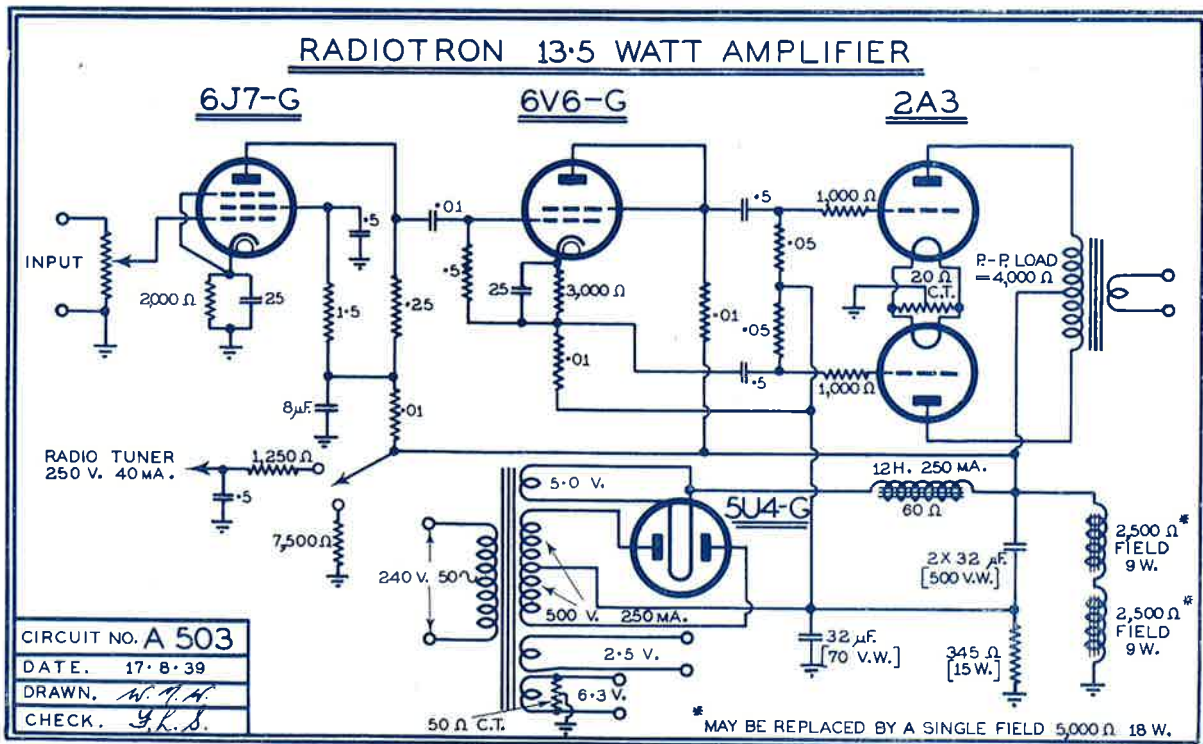 RADIOTRON 13·5 WATT AMPLIFIER
6J7-G
6V6-G
2A3
INPUT
2,000 Ω
25
·5
1·5
·25
·01
·5
25
3,000 Ω
·01
·01
·5
·05
·05
·5
1,000 Ω
1,000 Ω
20 Ω
C.T.
P.-P. LOAD
= 4,000 Ω
8 μF.
·01
RADIO TUNER
250 V. 40 MA.
1,250 Ω
·5
7,500 Ω
5·0 V.
5U4-G
12 H. 250 MA.
60 Ω
240 V. 50~
500 V. 250 MA.
2·5 V.
6·3 V.
50 Ω C.T.
32 μF.
[70 V.W.]
2 X 32 μF.
[500 V.W.]
345 Ω
[15 W.]
2,500 Ω*
FIELD
9 W.
2,500 Ω*
FIELD
9 W.
CIRCUIT NO. A 503
DATE. 17·8·39
DRAWN.
CHECK.
* MAY BE REPLACED BY A SINGLE FIELD 5,000 Ω 18 W.